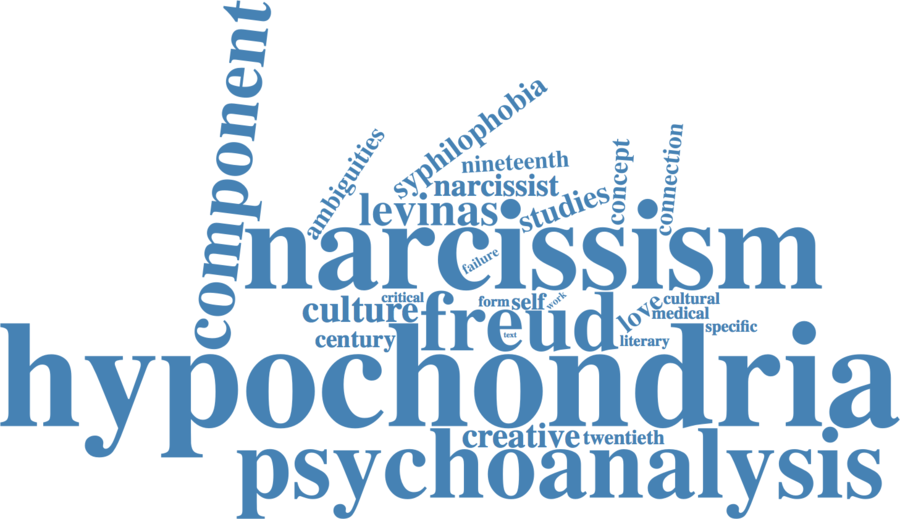 component
syphilophobia
ambiguities
nineteenth
concept
connection
narcissist
levinas
studies
narcissism
failure
critical
culture
freud
form
self
work
love
cultural
medical
specific
century
text
literary
hypochondria
creative
twentieth
psychoanalysis